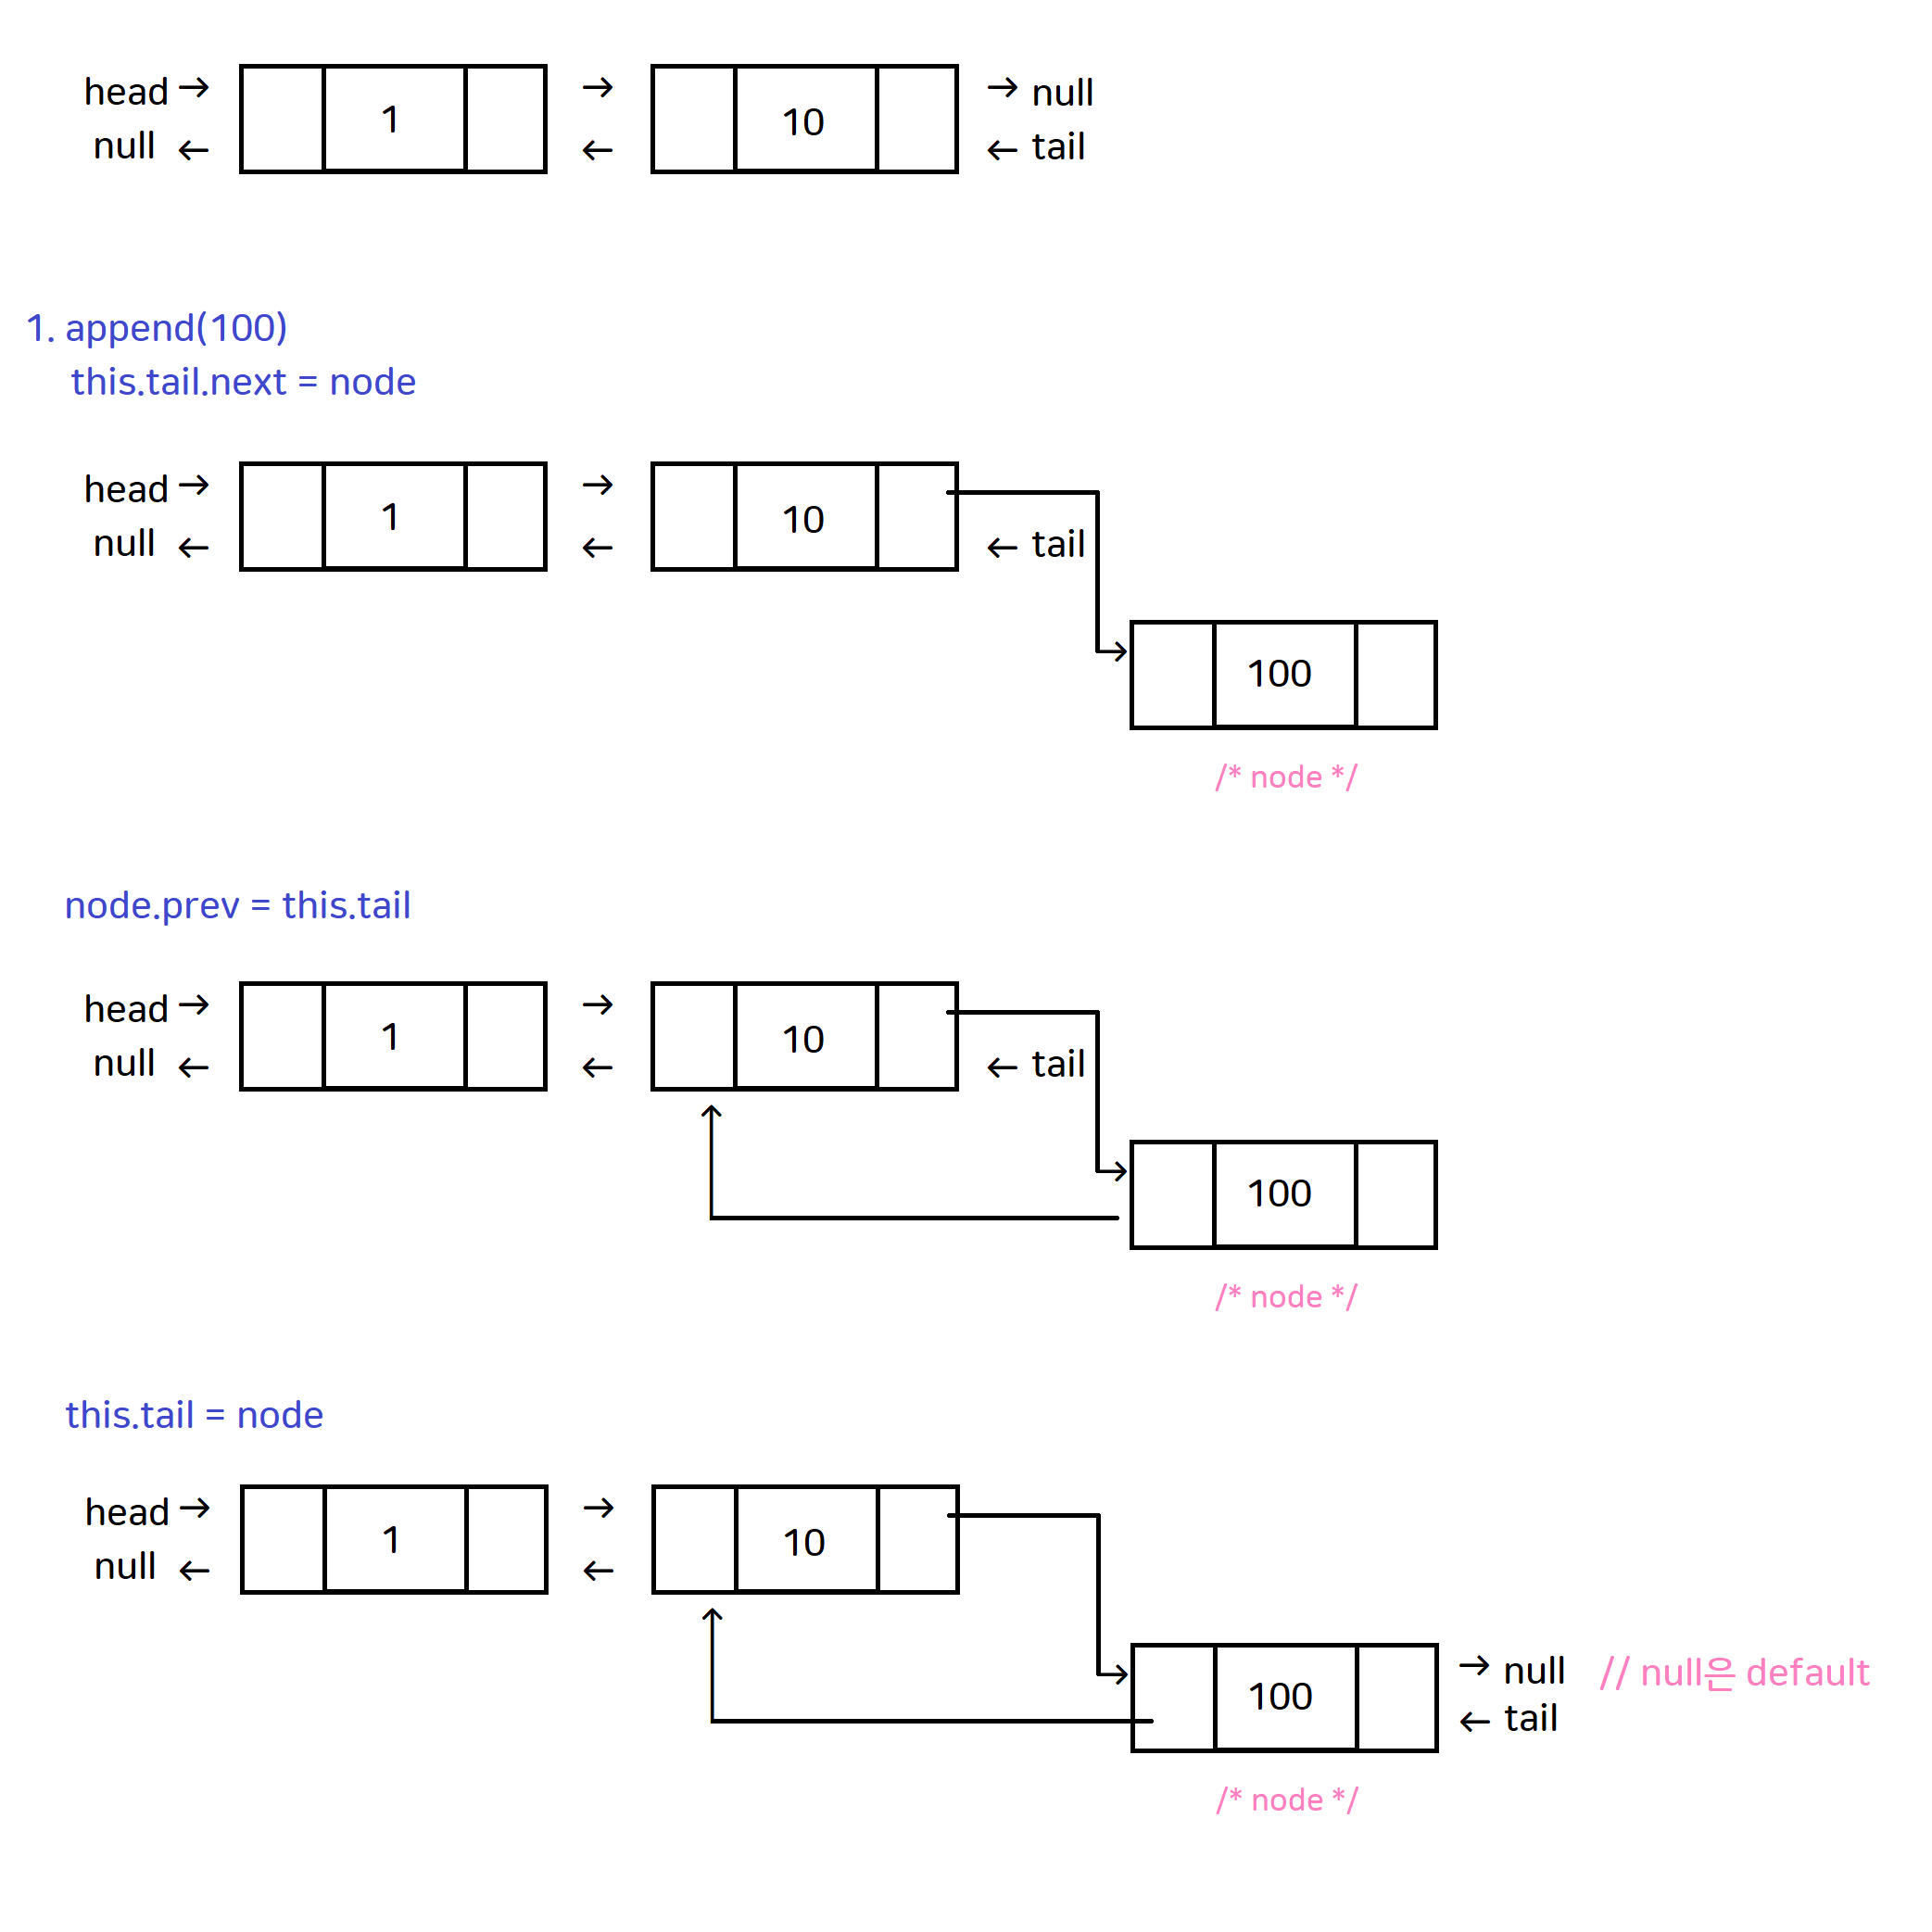 head → 1 → 10 → null
null ← ← ← tail
1. append(100)
this.tail.next = node
head → 1 → 10
null ← ← ← tail
100
/* node */
node.prev = this.tail
head → 1 → 10
null ← ← ← tail
100
/* node */
this.tail = node
head → 1 → 10
null ← ←
100 → null // null은 default
← tail
/* node */